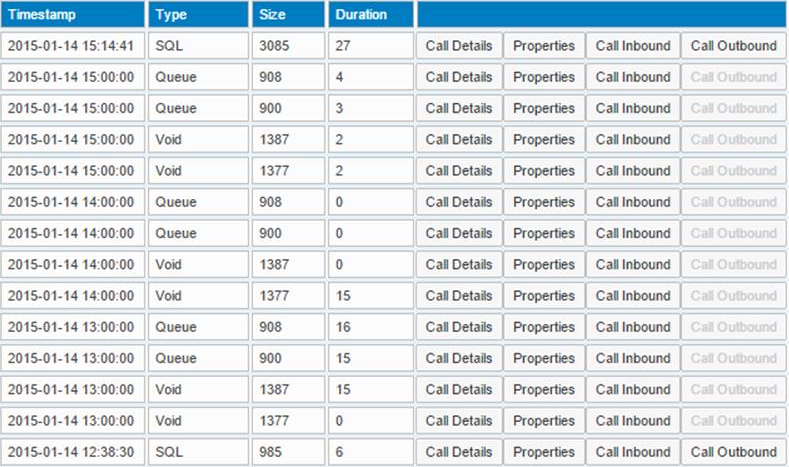 Timestamp Type Size Duration
2015-01-14 15:14:41 SQL 3085 27 Call Details Properties Call Inbound Call Outbound
2015-01-14 15:00:00 Queue 908 4 Call Details Properties Call Inbound Call Outbound
2015-01-14 15:00:00 Queue 900 3 Call Details Properties Call Inbound Call Outbound
2015-01-14 15:00:00 Void 1387 2 Call Details Properties Call Inbound Call Outbound
2015-01-14 15:00:00 Void 1377 2 Call Details Properties Call Inbound Call Outbound
2015-01-14 14:00:00 Queue 908 0 Call Details Properties Call Inbound Call Outbound
2015-01-14 14:00:00 Queue 900 0 Call Details Properties Call Inbound Call Outbound
2015-01-14 14:00:00 Void 1387 0 Call Details Properties Call Inbound Call Outbound
2015-01-14 14:00:00 Void 1377 15 Call Details Properties Call Inbound Call Outbound
2015-01-14 13:00:00 Queue 908 16 Call Details Properties Call Inbound Call Outbound
2015-01-14 13:00:00 Queue 900 15 Call Details Properties Call Inbound Call Outbound
2015-01-14 13:00:00 Void 1387 15 Call Details Properties Call Inbound Call Outbound
2015-01-14 13:00:00 Void 1377 0 Call Details Properties Call Inbound Call Outbound
2015-01-14 12:38:30 SQL 985 6 Call Details Properties Call Inbound Call Outbound